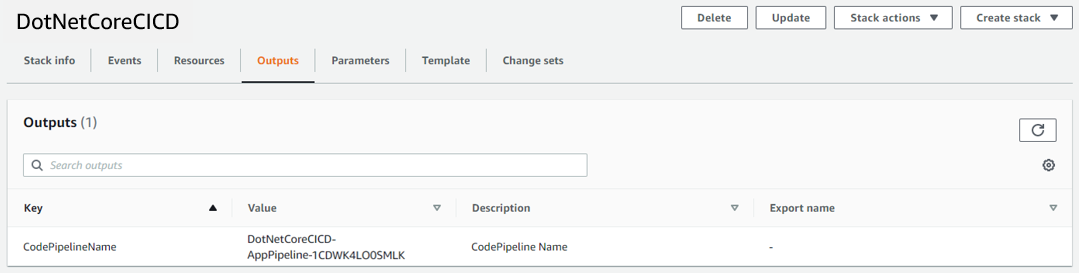 DotNetCoreCICD
Delete
Update
Stack actions
Create stack
Stack info
Events
Resources
Outputs
Parameters
Template
Change sets
Outputs (1)
Search outputs
Key
Value
Description
Export name
CodePipelineName
DotNetCoreCICD-
AppPipeline-1CDWK4LO0SMLK
CodePipeline Name
-